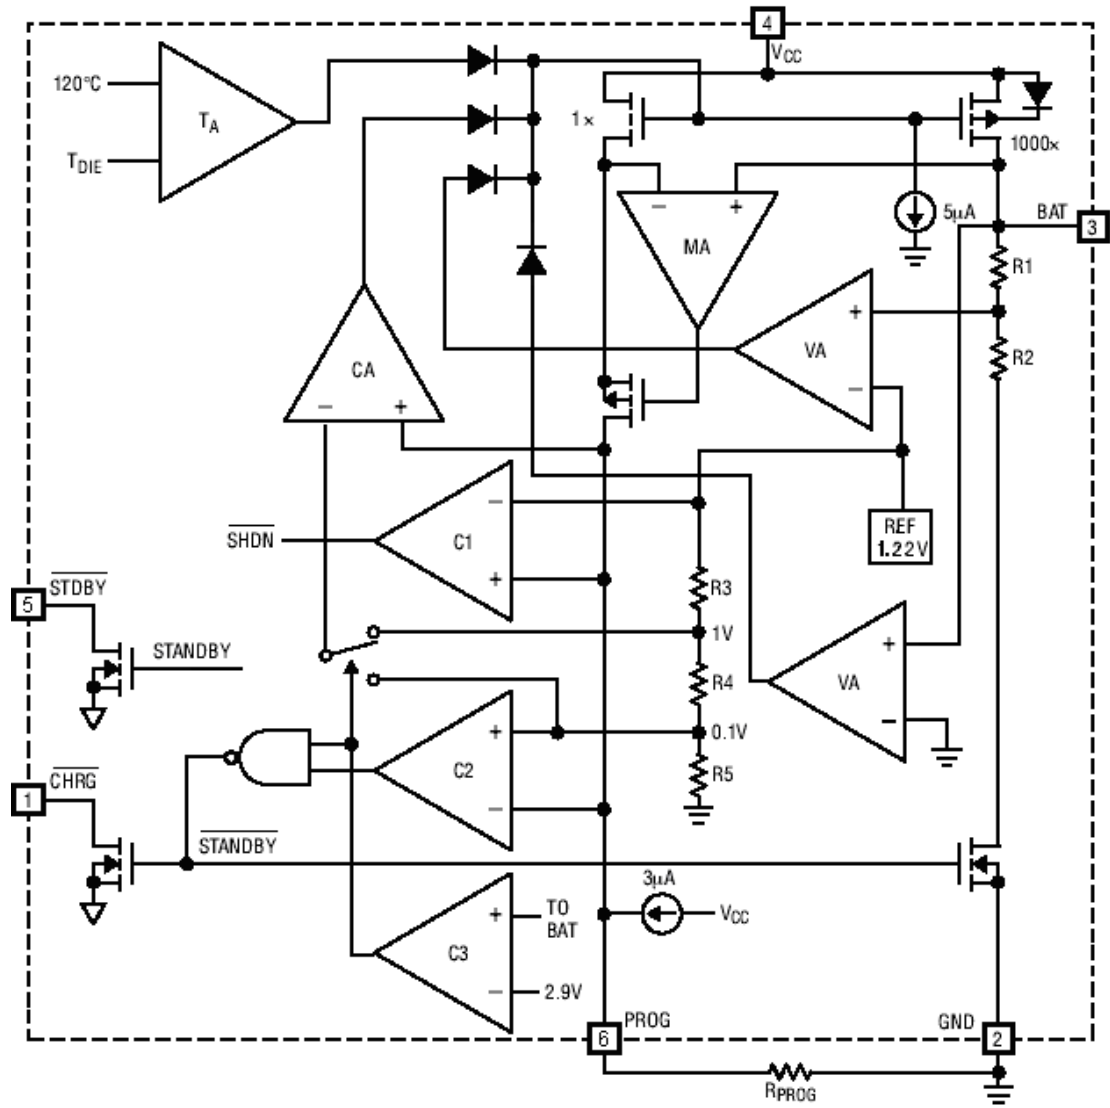 4
VCC
120°C
TA
TDIE
1×
1000×
5µA
BAT
3
− +
MA
R1
+
VA
−
R2
CA
− +
REF
1.22V
SHDN
−
C1
+
R3
5
STDBY
STANDBY
1V
R4
+
VA
−
0.1V
R5
+
C2
−
1
CHRG
STANDBY
3µA
VCC
+
TO
BAT
C3
−
2.9V
PROG
6
GND
2
RPROG